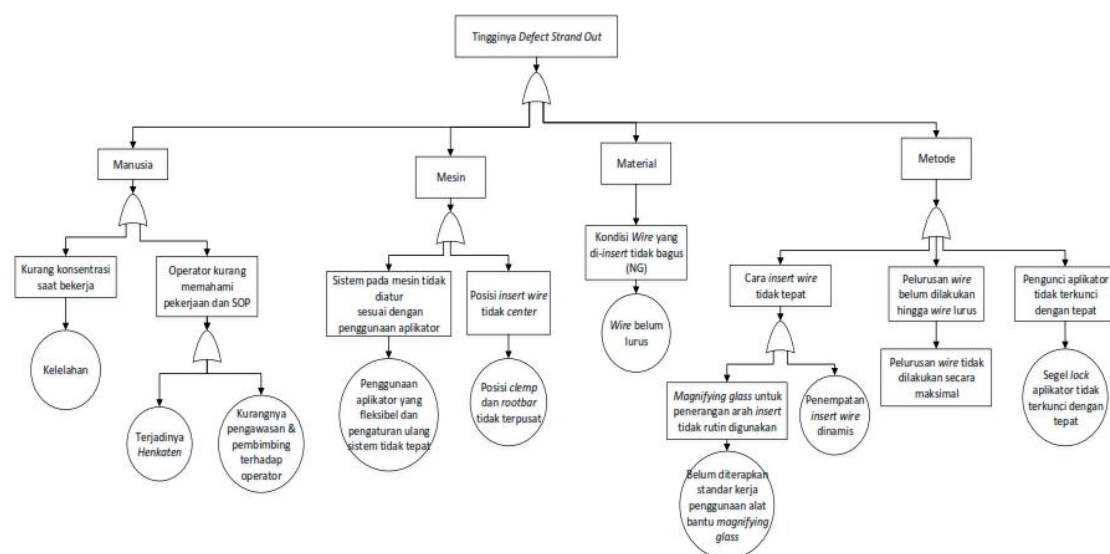 Tingginya Defect Strand Out
Manusia
Mesin
Material
Metode
Kurang konsentrasi
saat bekerja
Operator kurang
memahami
pekerjaan dan SOP
Sistem pada mesin tidak
diatur
sesuai dengan
penggunaan aplikator
Posisi insert wire
tidak center
Kondisi Wire yang
di-insert tidak bagus
(NG)
Cara insert wire
tidak tepat
Pelurusan wire
belum dilakukan
hingga wire lurus
Pengunci aplikator
tidak terkunci
dengan tepat
Kelelahan
Terjadinya
Henkaten
Kurangnya
pengawasan &
pembimbing
terhadap
operator
Penggunaan
aplikator yang
fleksibel dan
pengaturan ulang
sistem tidak tepat
Posisi clemp
dan rootbar
tidak terpusat
Wire belum
lurus
Magnifying glass untuk
penerangan arah insert
tidak rutin digunakan
Penempatan
insert wire
dinamis
Pelurusan wire tidak
dilakukan secara
maksimal
Segel lock
aplikator tidak
terkunci dengan
tepat
Belum diterapkan
standar kerja
penggunaan alat
bantu magnifying
glass